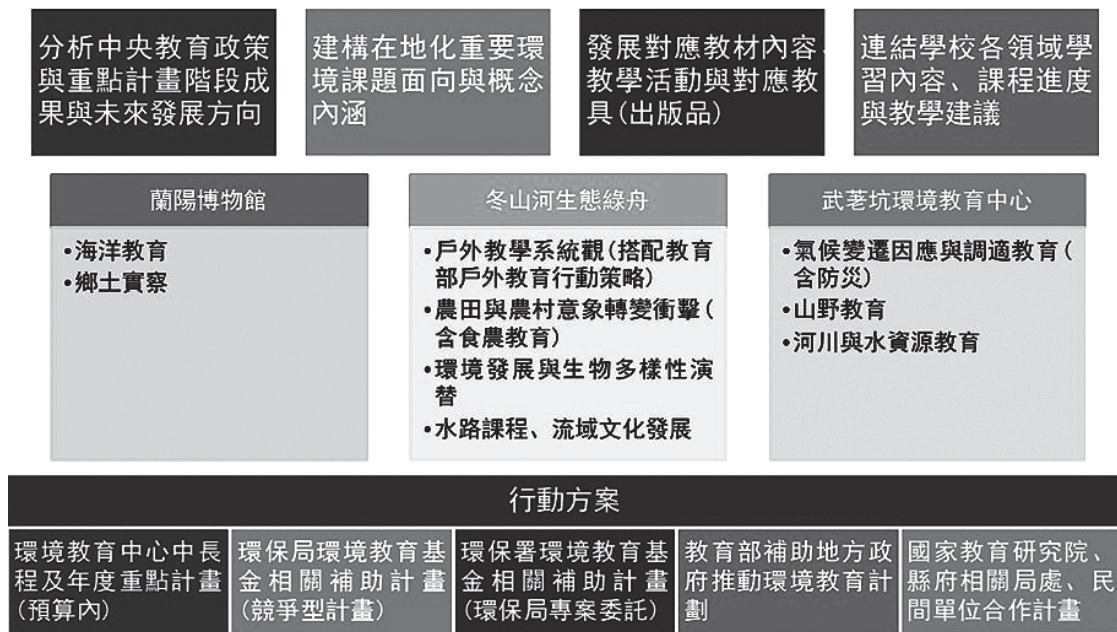 分析中央教育政策
與重點計畫階段成
果與未來發展方向
建構在地化重要環
境課題面向與概念
內涵
發展對應教材內容、
教學活動與對應教
具(出版品)
連結學校各領域學
習內容、課程進度
與教學建議
蘭陽博物館
•海洋教育
•鄉土實察
冬山河生態綠舟
•戶外教學系統觀(搭配教育
部戶外教育行動策略)
•農田與農村意象轉變衝擊(
含食農教育)
•環境發展與生物多樣性演
替
•水路課程、流域文化發展
武荖坑環境教育中心
•氣候變遷因應與調適教育(
含防災)
•山野教育
•河川與水資源教育
行動方案
環境教育中心中長
程及年度重點計畫
(預算內)
環保局環境教育基
金相關補助計畫
(競爭型計畫)
環保署環境教育基
金相關補助計畫
(環保局專案委託)
教育部補助地方政
府推動環境教育計
劃
國家教育研究院、
縣府相關局處、民
間單位合作計畫